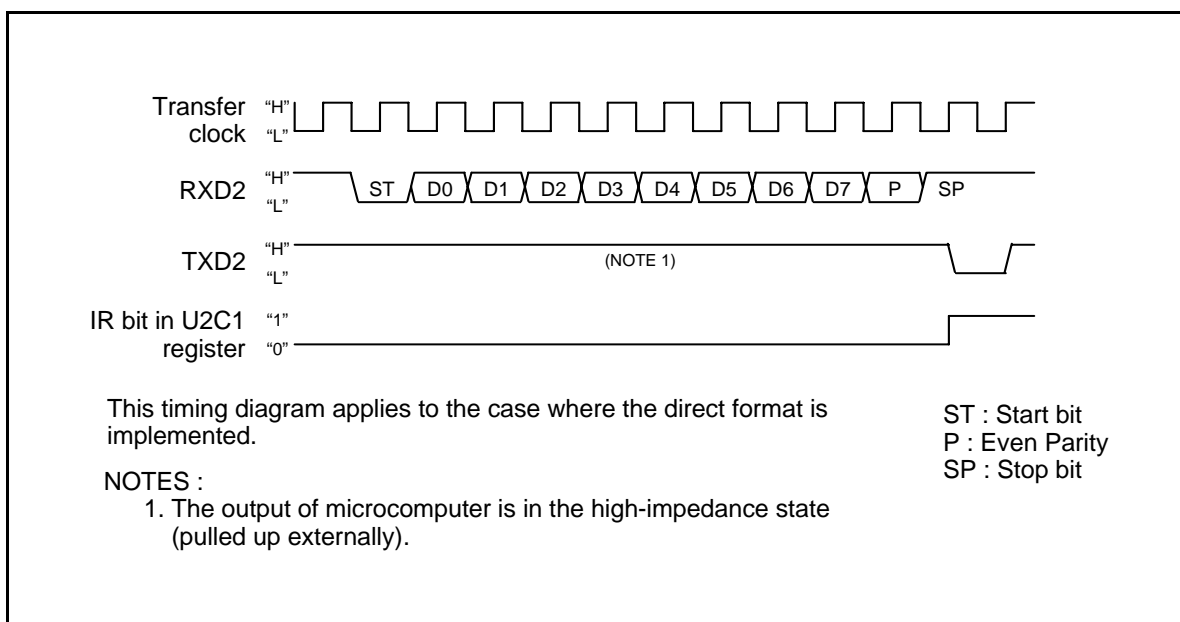 Transfer clock
“H”
“L”
RXD2
“H”
“L”
ST D0 D1 D2 D3 D4 D5 D6 D7 P SP
TXD2
“H”
“L”
(NOTE 1)
IR bit in U2C1 register
“1”
“0”
This timing diagram applies to the case where the direct format is
implemented.
NOTES :
1. The output of microcomputer is in the high-impedance state
(pulled up externally).
ST : Start bit
P : Even Parity
SP : Stop bit